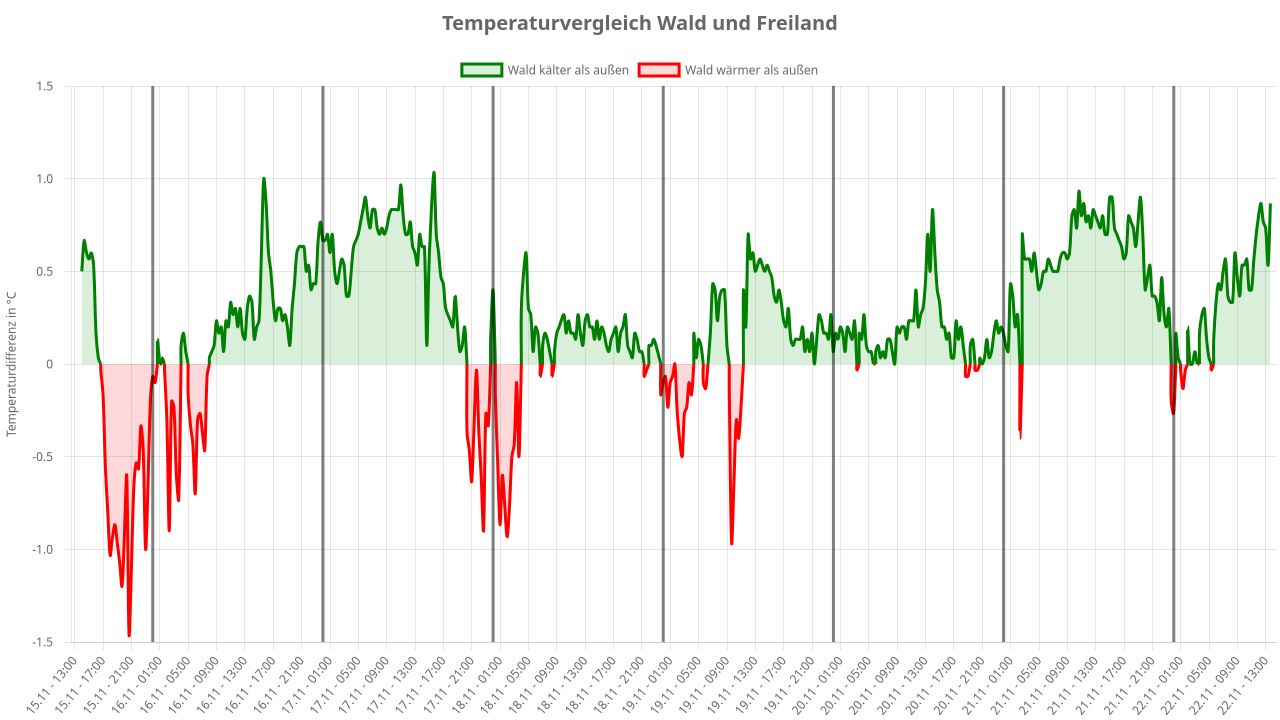 Temperaturvergleich Wald und Freiland
Wald kälter als außen
Wald wärmer als außen
Temperaturdifferenz in °C
1.5
1.0
0.5
0
-0.5
-1.0
-1.5
15.11 - 13:00
15.11 - 17:00
15.11 - 21:00
16.11 - 01:00
16.11 - 05:00
16.11 - 09:00
16.11 - 13:00
16.11 - 17:00
16.11 - 21:00
17.11 - 01:00
17.11 - 05:00
17.11 - 09:00
17.11 - 13:00
17.11 - 17:00
17.11 - 21:00
18.11 - 01:00
18.11 - 05:00
18.11 - 09:00
18.11 - 13:00
18.11 - 17:00
18.11 - 21:00
19.11 - 01:00
19.11 - 05:00
19.11 - 09:00
19.11 - 13:00
19.11 - 17:00
19.11 - 21:00
20.11 - 01:00
20.11 - 05:00
20.11 - 09:00
20.11 - 13:00
20.11 - 17:00
20.11 - 21:00
21.11 - 01:00
21.11 - 05:00
21.11 - 09:00
21.11 - 13:00
21.11 - 17:00
21.11 - 21:00
22.11 - 01:00
22.11 - 05:00
22.11 - 09:00
22.11 - 13:00